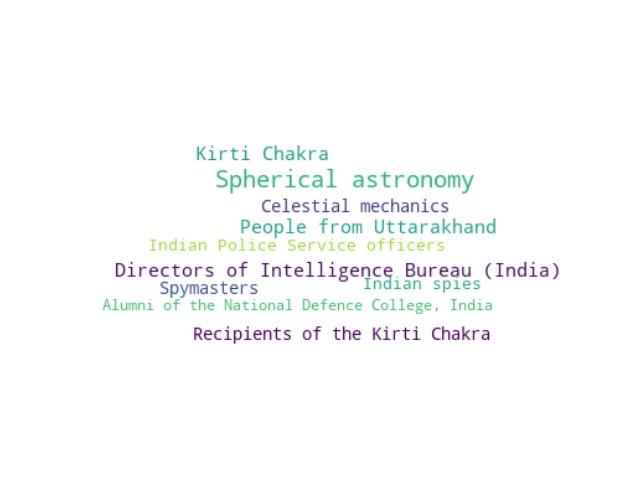 Kirti Chakra
Spherical astronomy
Celestial mechanics
People from Uttarakhand
Indian Police Service officers
Directors of Intelligence Bureau (India)
Indian spies
Spymasters
Alumni of the National Defence College, India
Recipients of the Kirti Chakra